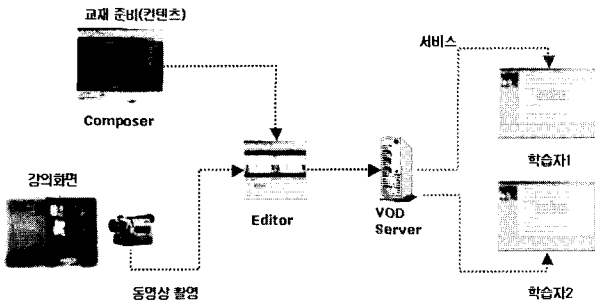 교재 준비(컨텐츠)
서비스
Composer
학습자1
강의화면
Editor
VOD
Server
동영상 촬영
학습자2